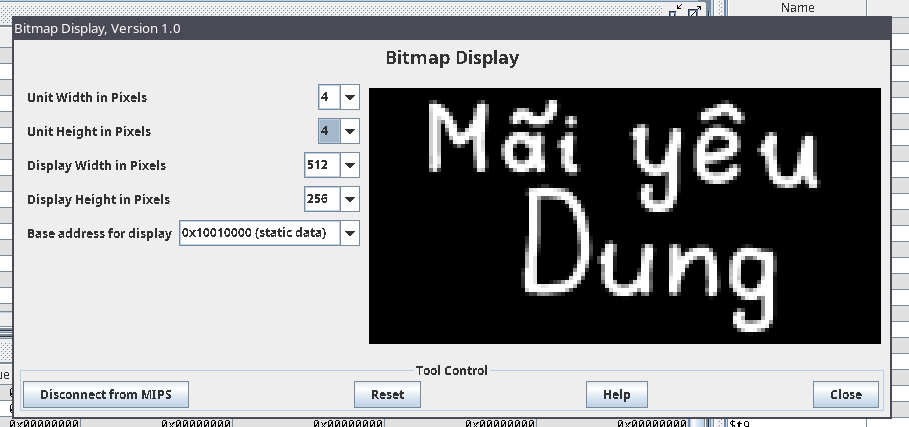 Name
Bitmap Display, Version 1.0
Bitmap Display
Unit Width in Pixels 4
Unit Height in Pixels 4
Display Width in Pixels 512
Display Height in Pixels 256
Base address for display 0x10010000 (static data)
Mãi yêu
Dung
Tool Control
Disconnect from MIPS Reset Help Close
0x00000000 0x00000000 0x00000000 0x00000000 0x00000000 $t9